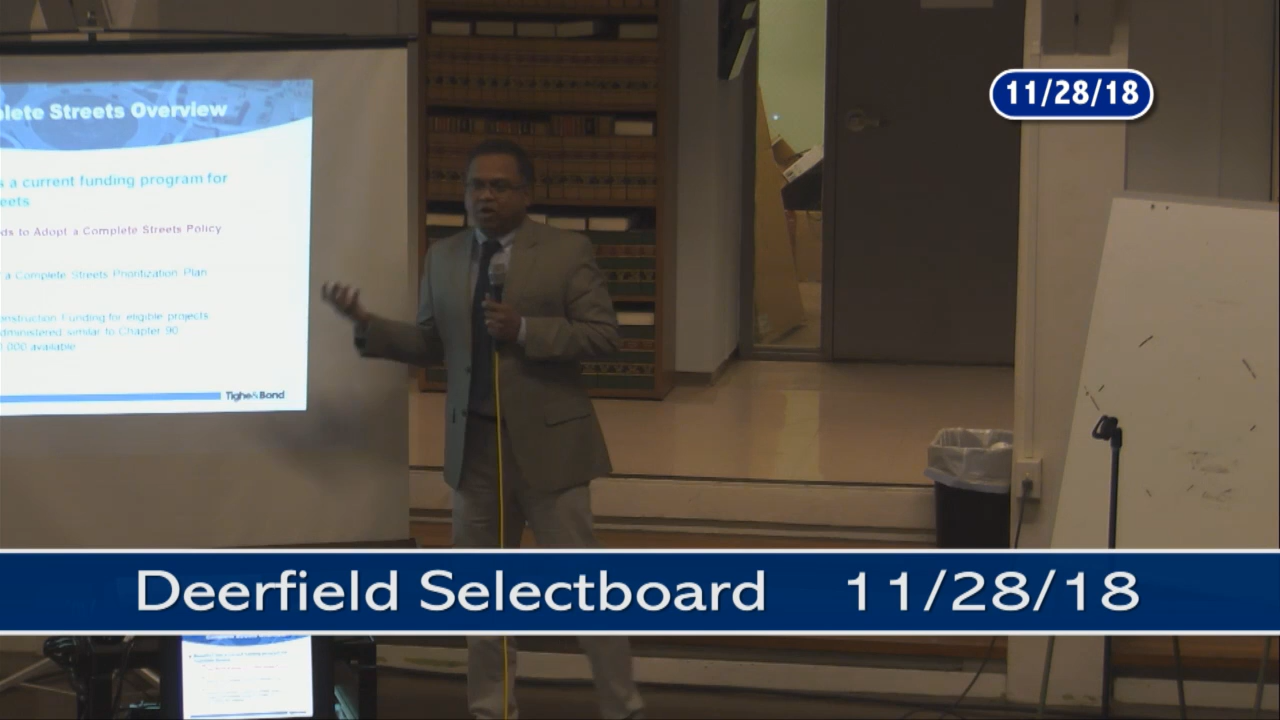 11/28/18
plete Streets Overview
s a current funding program for
eets
ds to Adopt a Complete Streets Policy
a Complete Streets Prioritization Plan
onstruction Funding for eligible projects
dministered similar to Chapter 90
,000 available
Tighe&Bond
Deerfield Selectboard 11/28/18